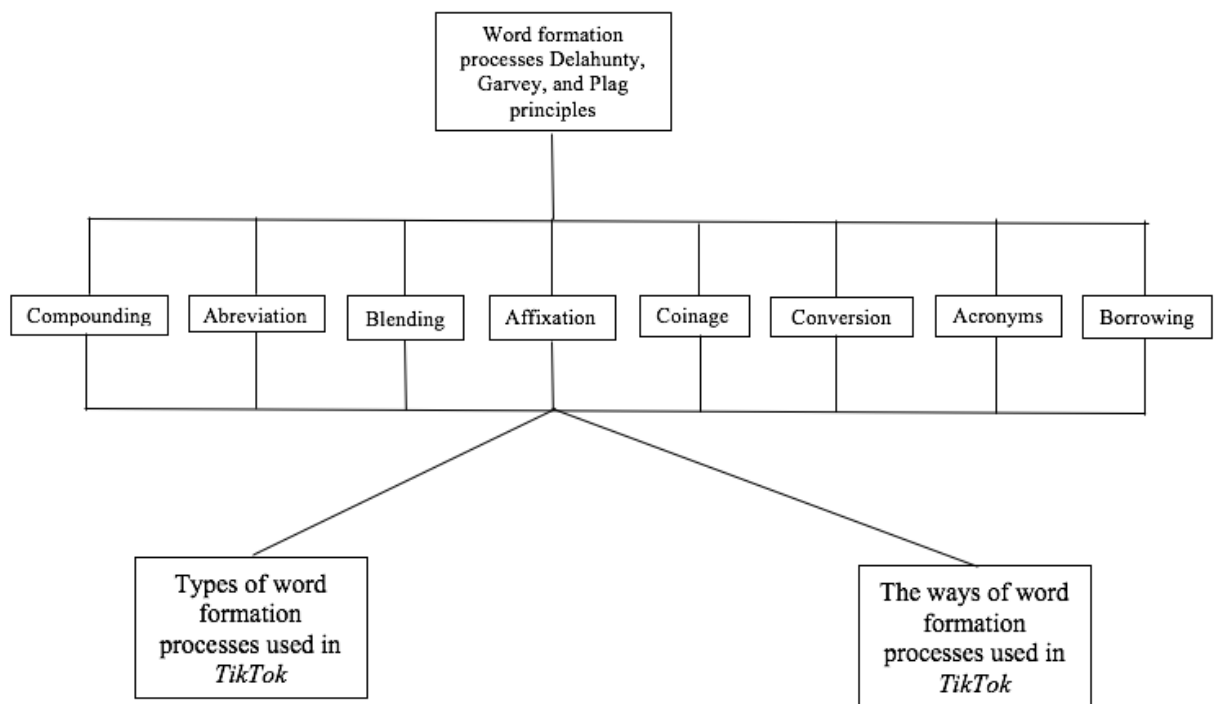 Word formation
processes Delahunty,
Garvey, and Plag
principles
Compounding
Abreviation
Blending
Affixation
Coinage
Conversion
Acronyms
Borrowing
Types of word
formation
processes used in
TikTok
The ways of word
formation
processes used in
TikTok